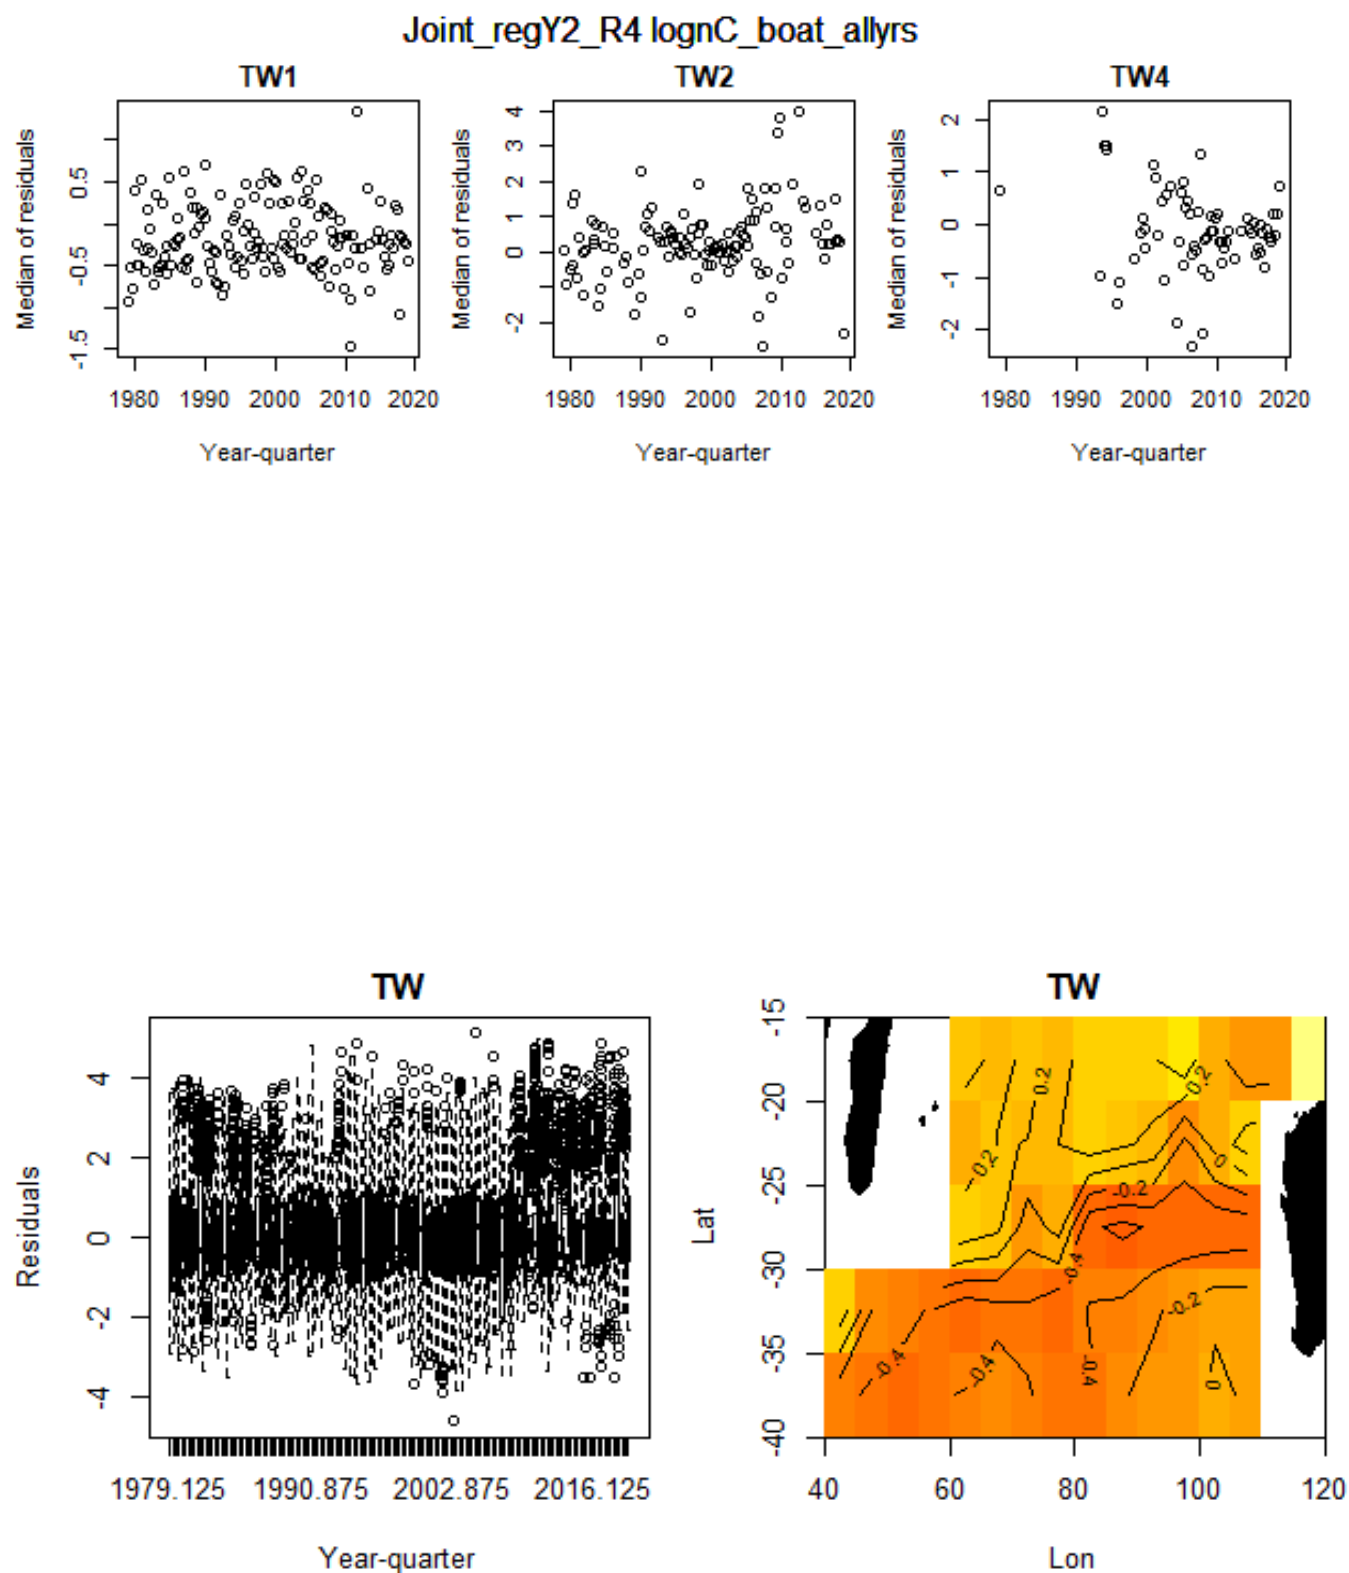 Joint_regY2_R4 lognC_boat_allyrs
TW1 TW2 TW4
Median of residuals
0.5
-0.5
-1.5
1980 1990 2000 2010 2020
Year-quarter
Median of residuals
4
3
2
1
0
-2
1980 1990 2000 2010 2020
Year-quarter
Median of residuals
2
1
0
-1
-2
1980 1990 2000 2010 2020
Year-quarter
TW
Residuals
4
2
0
-2
-4
1979.125 1990.875 2002.875 2016.125
Year-quarter
TW
Lat
-15
-20
-25
-30
-35
-40
0.2
0.2
-0.2
0
-0.2
-0.4
-0.2
-0.4
-0.4
-0.4
0
40 60 80 100 120
Lon